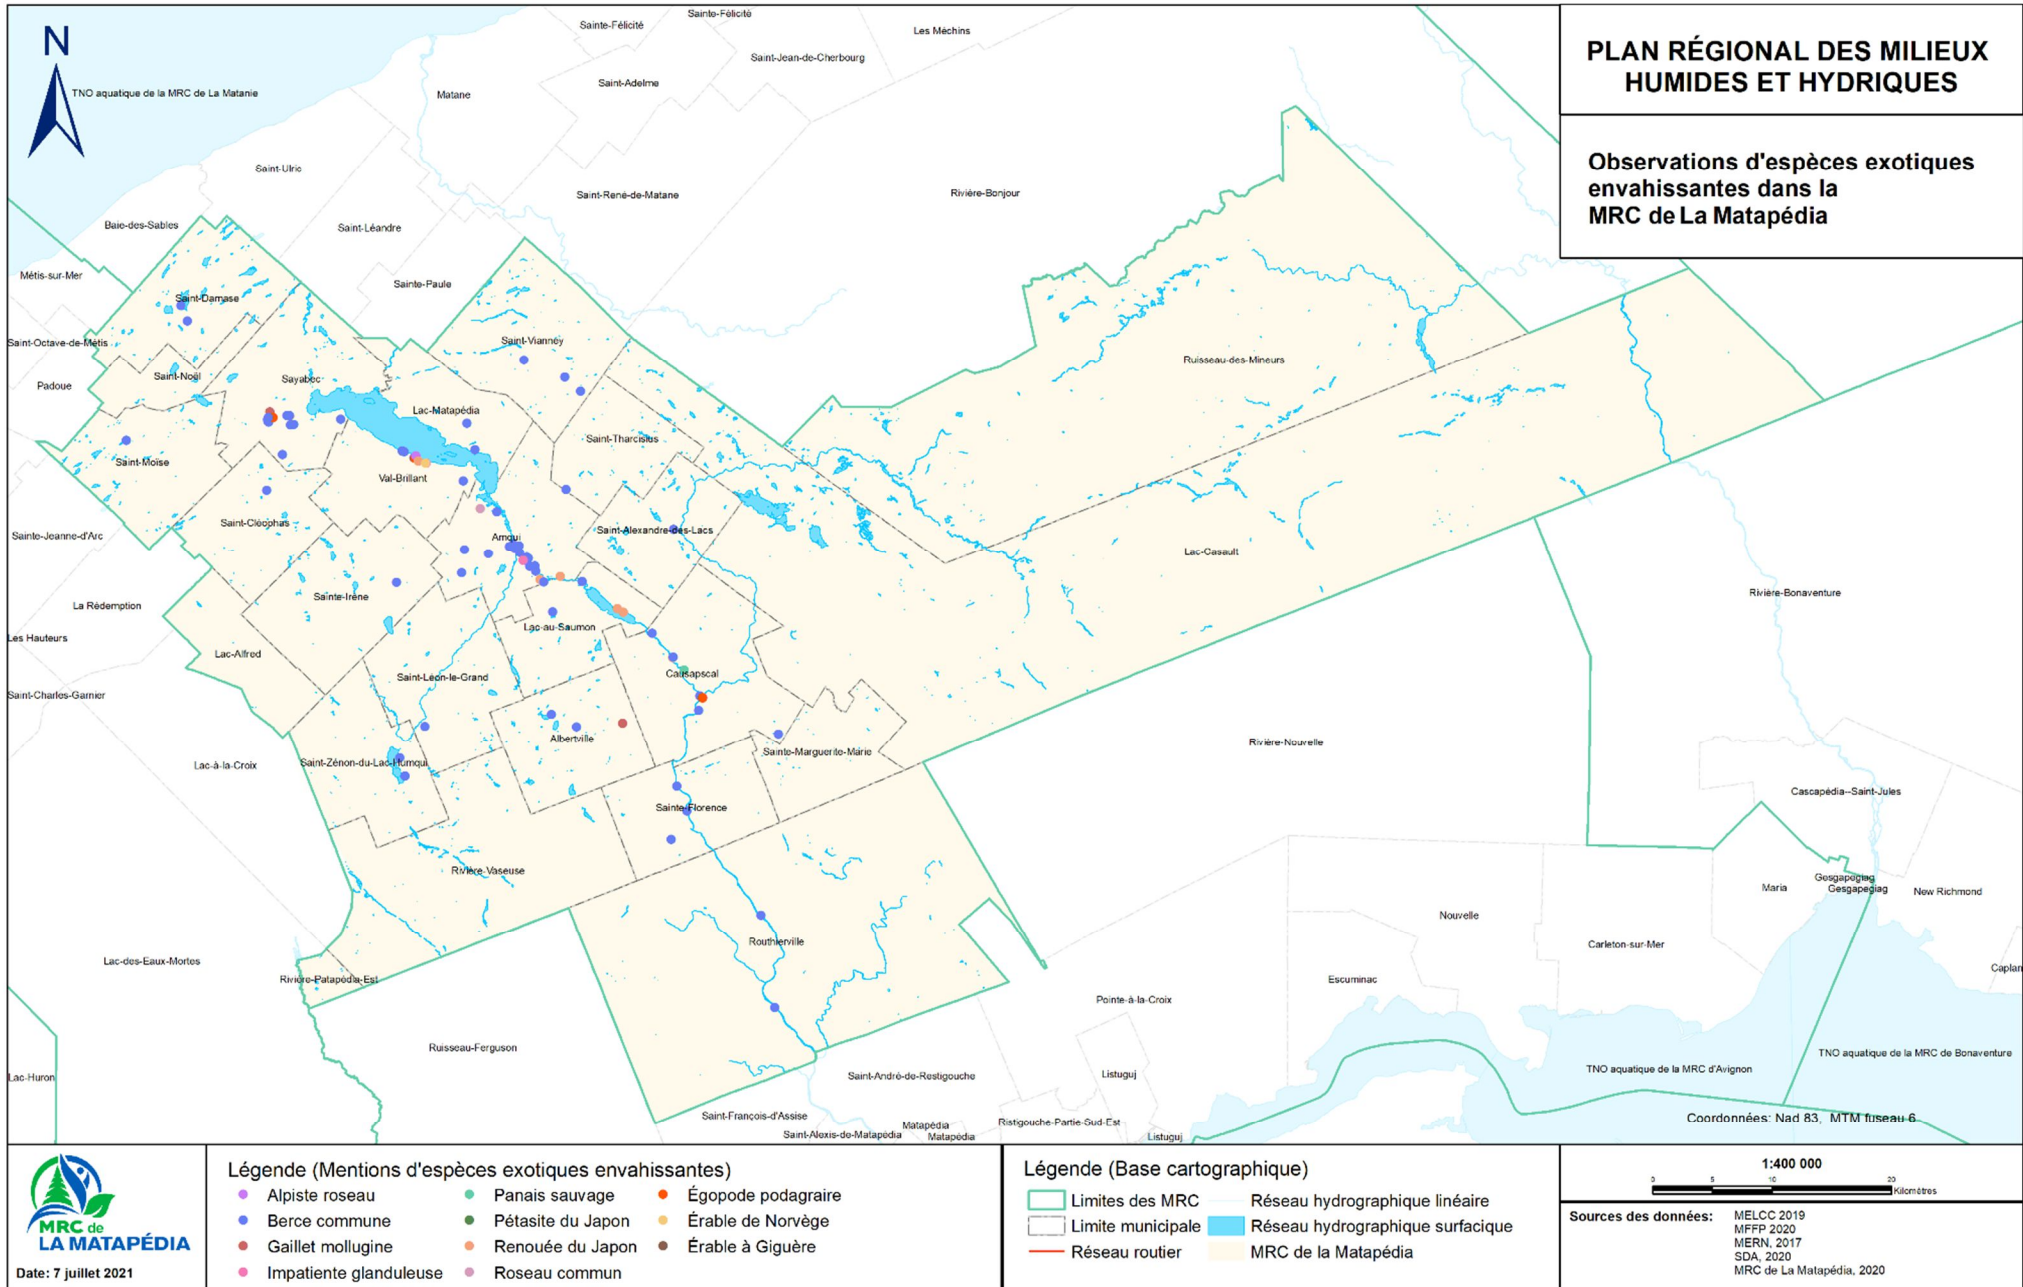 PLAN RÉGIONAL DES MILIEUX
HUMIDES ET HYDRIQUES
Observations d'espèces exotiques
envahissantes dans la
MRC de La Matapédia
N
TNO aquatique de la MRC de La Matanie
Sainte-Félicité
Sainte-Félicité
Les Méchins
Saint-Jean-de-Cherbourg
Saint-Adelme
Matane
Saint-Ulric
Saint-René-de-Matane
Rivière-Bonjour
Baie-des-Sables
Saint-Léandre
Métis-sur-Mer
Sainte-Paule
Saint-Damase
Saint-Octave-de-Métis
Saint-Vianney
Ruisseau-des-Mineurs
Padoue
Saint-Noël
Sayabec
Lac-Matapédia
Saint-Tharcisius
Saint-Moïse
Val-Brillant
Saint-Cléophas
Saint-Alexandre-des-Lacs
Sainte-Jeanne-d'Arc
Amqui
Lac-Casault
Sainte-Irène
Rivière-Bonaventure
La Rédemption
Lac-au-Saumon
Les Hauteurs
Lac-Alfred
Causapscal
Saint-Léon-le-Grand
Saint-Charles-Garnier
Albertville
Rivière-Nouvelle
Sainte-Marguerite-Marie
Lac-à-la-Croix
Saint-Zénon-du-Lac-Humqui
Cascapédia--Saint-Jules
Sainte-Florence
Rivière-Vaseuse
Gesgapegiag
Maria
Gesgapegiag
New Richmond
Nouvelle
Routhierville
Carleton-sur-Mer
Lac-des-Eaux-Mortes
Caplan
Rivière-Patapédia-Est
Escuminac
Pointe-à-la-Croix
Ruisseau-Ferguson
TNO aquatique de la MRC de Bonaventure
TNO aquatique de la MRC d'Avignon
Lac-Huron
Saint-André-de-Restigouche
Listuguj
Saint-François-d'Assise
Matapédia
Ristigouche-Partie-Sud-Est
Coordonnées: Nad 83, MTM fuseau 6
Saint-Alexis-de-Matapédia
Matapédia
Listuguj
MRC de
LA MATAPÉDIA
Date: 7 juillet 2021
Légende (Mentions d'espèces exotiques envahissantes)
Alpiste roseau
Berce commune
Gaillet mollugine
Impatiente glanduleuse
Panais sauvage
Pétasite du Japon
Renouée du Japon
Roseau commun
Égopode podagraire
Érable de Norvège
Érable à Giguère
Légende (Base cartographique)
Limites des MRC
Limite municipale
Réseau routier
Réseau hydrographique linéaire
Réseau hydrographique surfacique
MRC de la Matapédia
1:400 000
0 5 10 20
Kilomètres
Sources des données:
MELCC 2019
MFFP 2020
MERN, 2017
SDA, 2020
MRC de La Matapédia, 2020